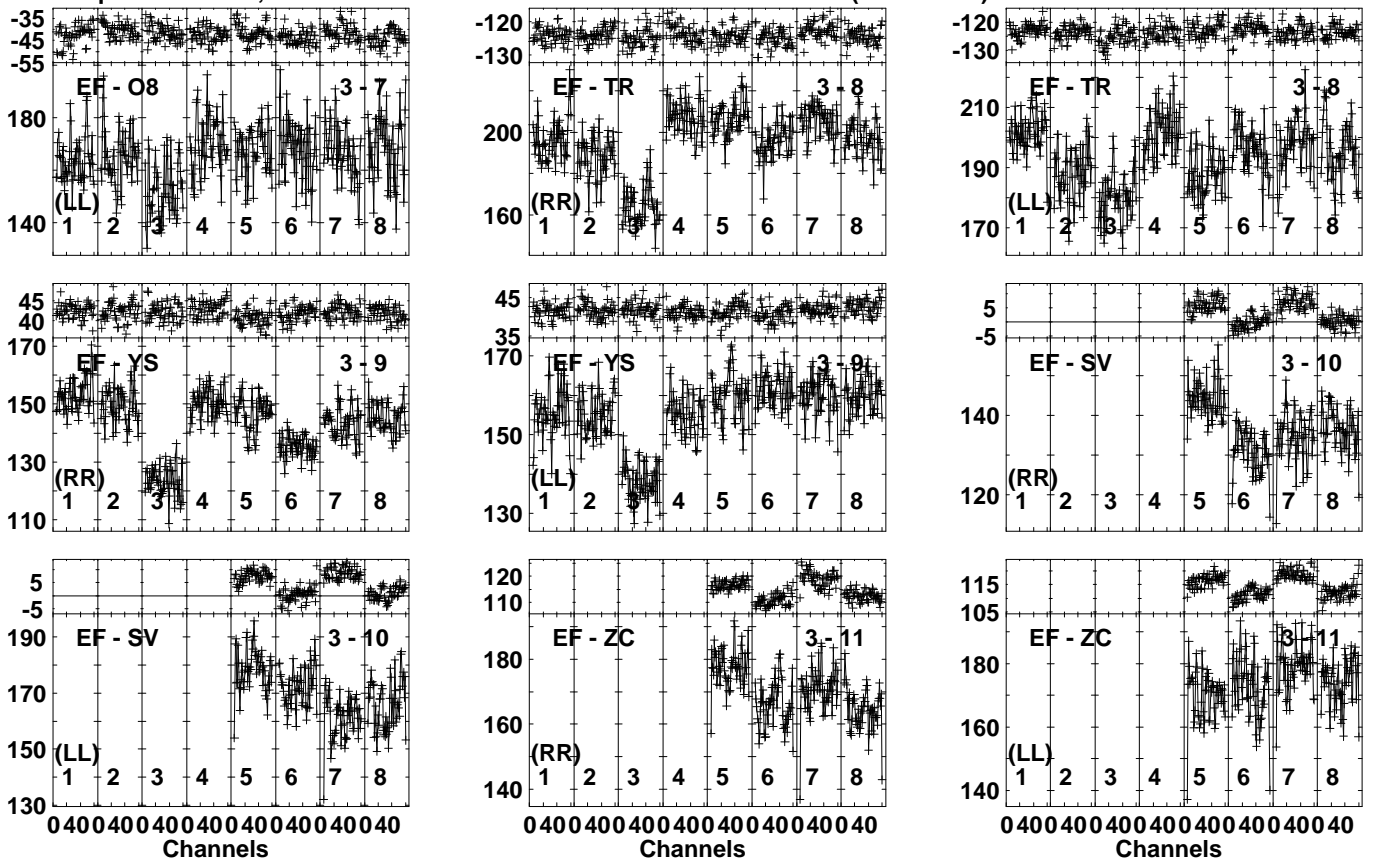 -35 -45 -55
EF - O8 3 - 7
180
140
(LL)
1 2 3 4 5 6 7 8
-120 -130
EF - TR 3 - 8
200
160
(RR)
1 2 3 4 5 6 7 8
-120 -130
EF - TR 3 - 8
210
190
170
(LL)
1 2 3 4 5 6 7 8
45 40
170
EF - YS 3 - 9
150
130
110
(RR)
1 2 3 4 5 6 7 8
45 35
170
EF - YS 3 - 9
150
130
(LL)
1 2 3 4 5 6 7 8
5 -5
EF - SV 3 - 10
140
120
(RR)
1 2 3 4 5 6 7 8
5 -5
190
EF - SV 3 - 10
170
150
130
(LL)
1 2 3 4 5 6 7 8
0 40 0 40 0 40 0 40 0 40 0 40 0 40 0 40
Channels
120 110
EF - ZC 3 - 11
180
160
140
(RR)
1 2 3 4 5 6 7 8
0 40 0 40 0 40 0 40 0 40 0 40 0 40 0 40
Channels
115 105
EF - ZC 3 - 11
180
160
140
(LL)
1 2 3 4 5 6 7 8
0 40 0 40 0 40 0 40 0 40 0 40 0 40 0 40
Channels